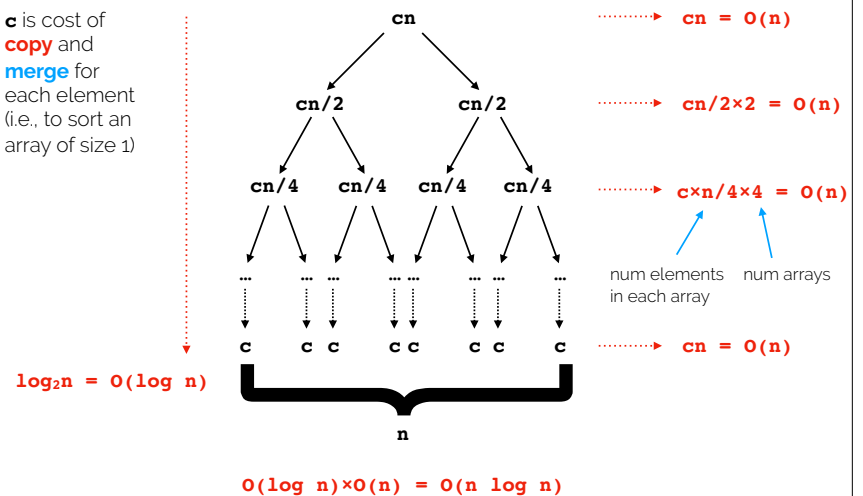 c is cost of
copy and
merge for
each element
(i.e., to sort an
array of size 1)
cn
cn = O(n)
cn/2 cn/2
cn/2×2 = O(n)
cn/4 cn/4 cn/4 cn/4
c×n/4×4 = O(n)
num elements
in each array
num arrays
… … … … … … … …
c c c c c c c c
cn = O(n)
log₂n = O(log n)
n
O(log n)×O(n) = O(n log n)